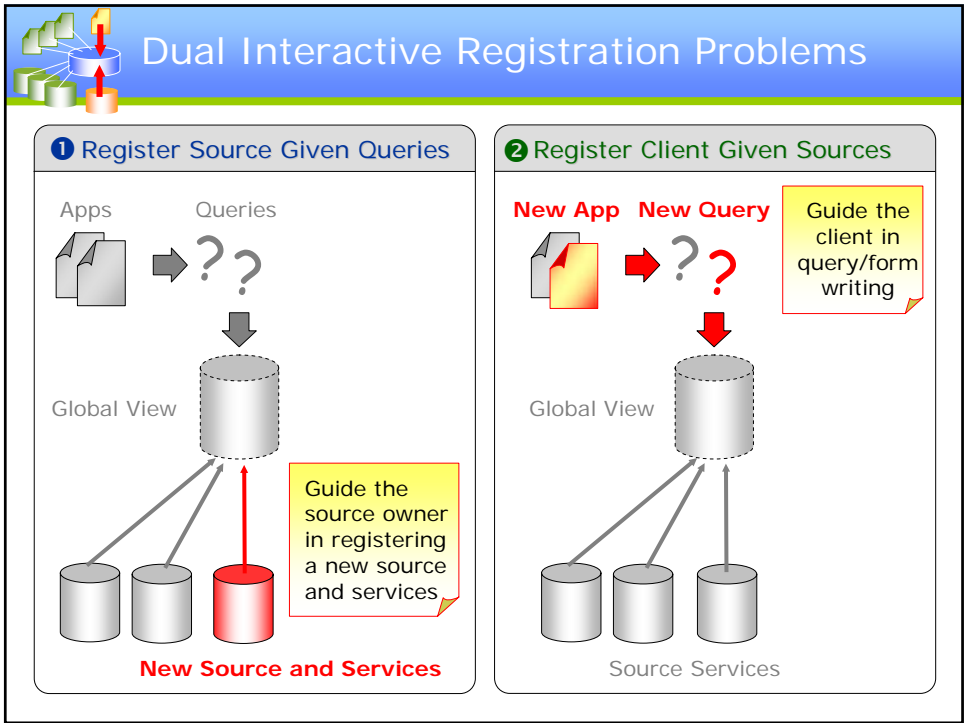 Dual Interactive Registration Problems
❶ Register Source Given Queries
Apps
Queries
? ?
Global View
Guide the
source owner
in registering
a new source
and services
New Source and Services
❷ Register Client Given Sources
New App
New Query
? ?
Guide the
client in
query/form
writing
Global View
Source Services